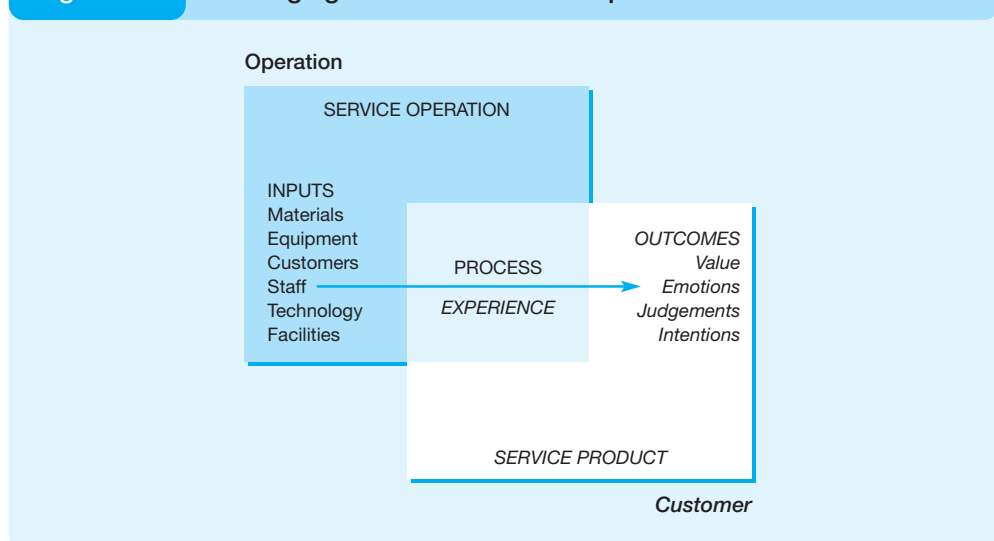 Operation
SERVICE OPERATION
INPUTS
Materials
Equipment
Customers
Staff
Technology
Facilities
PROCESS
EXPERIENCE
OUTCOMES
Value
Emotions
Judgements
Intentions
SERVICE PRODUCT
Customer